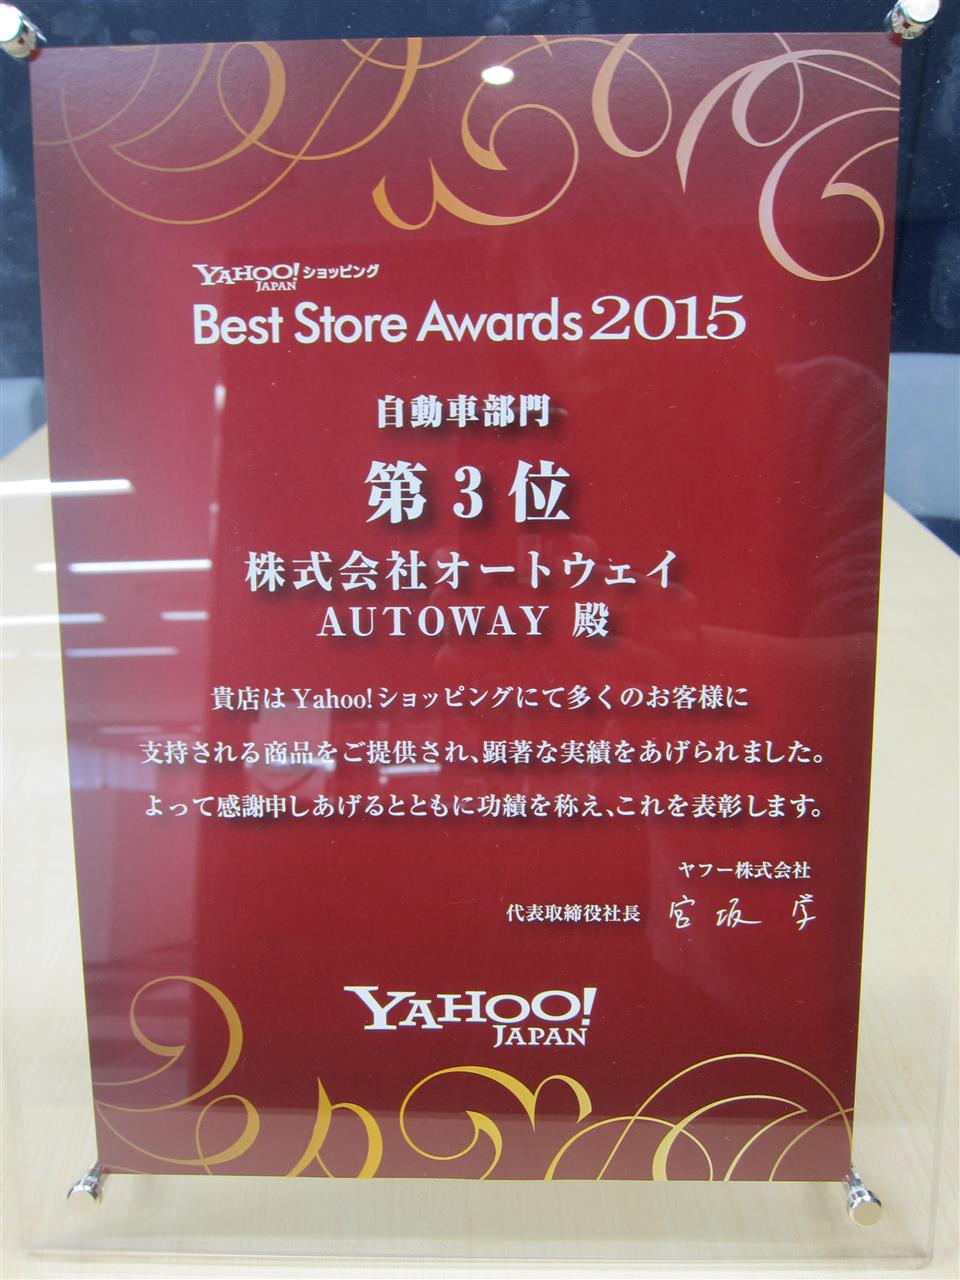 YAHOO! ショッピング
JAPAN
Best Store Awards 2015
自動車部門
第3位
株式会社オートウェイ
AUTOWAY 殿
貴店は Yahoo!ショッピングにて多くのお客様に
支持される商品をご提供され、顕著な実績をあげられました。
よって感謝申しあげるとともに功績を称え、これを表彰します。
ヤフー株式会社
代表取締役社長 宮坂 学
YAHOO!
JAPAN